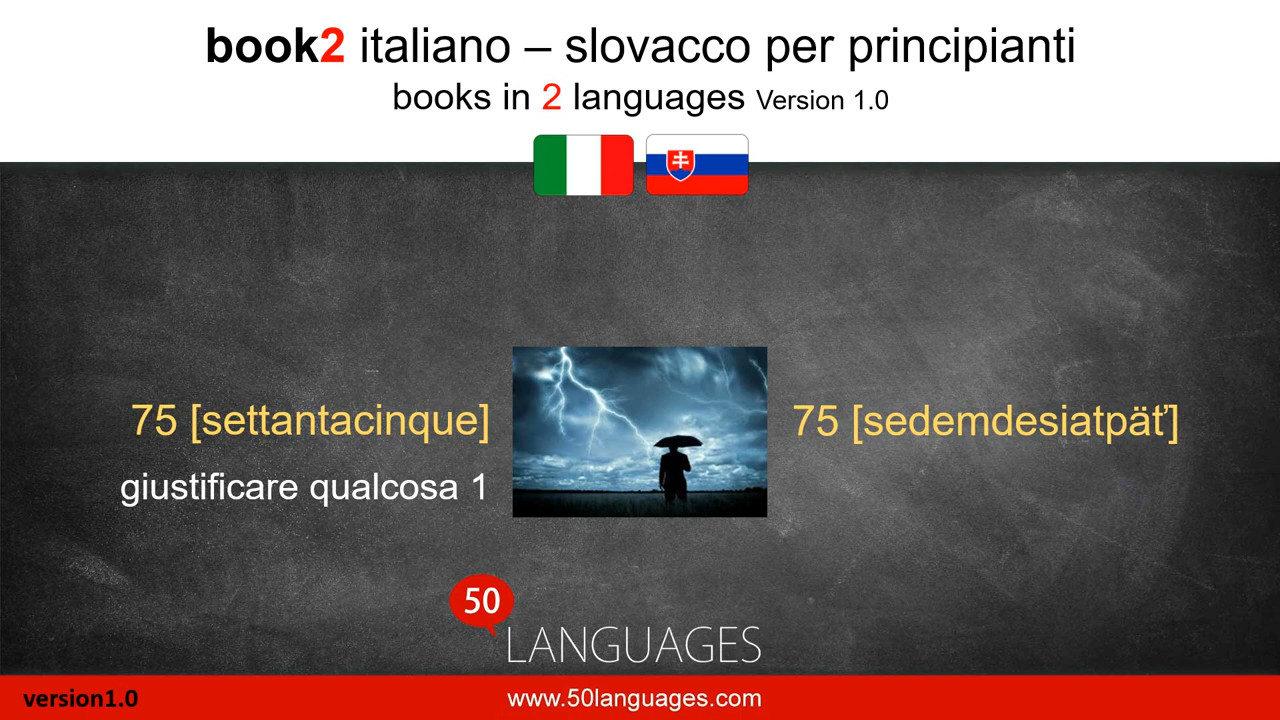 book2 italiano – slovacco per principianti
books in 2 languages Version 1.0
75 [settantacinque]
giustificare qualcosa 1
75 [sedemdesiatpäť]
50
LANGUAGES
version1.0
www.50languages.com